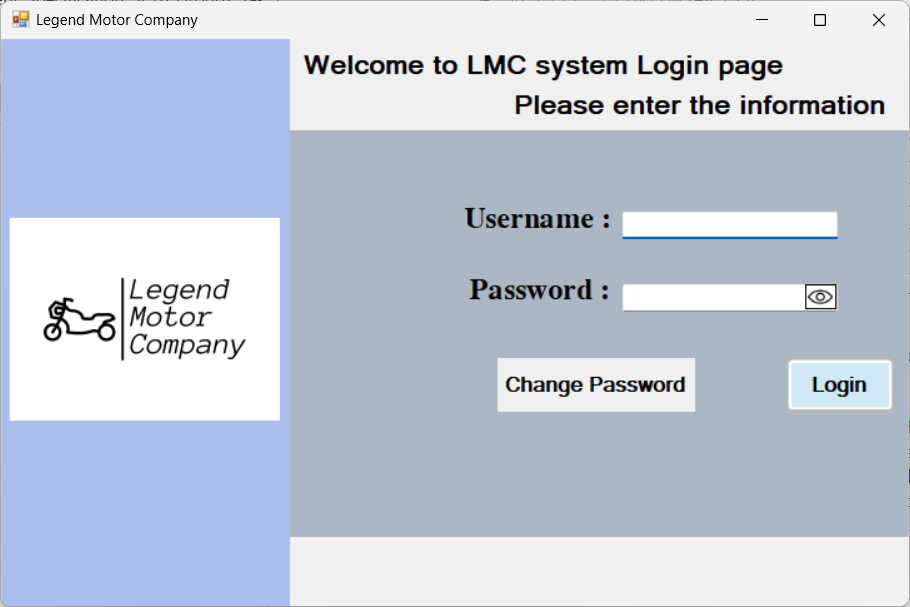 Legend Motor Company
Welcome to LMC system Login page
Please enter the information
Username :
Password :
Change Password
Login
Legend
Motor
Company